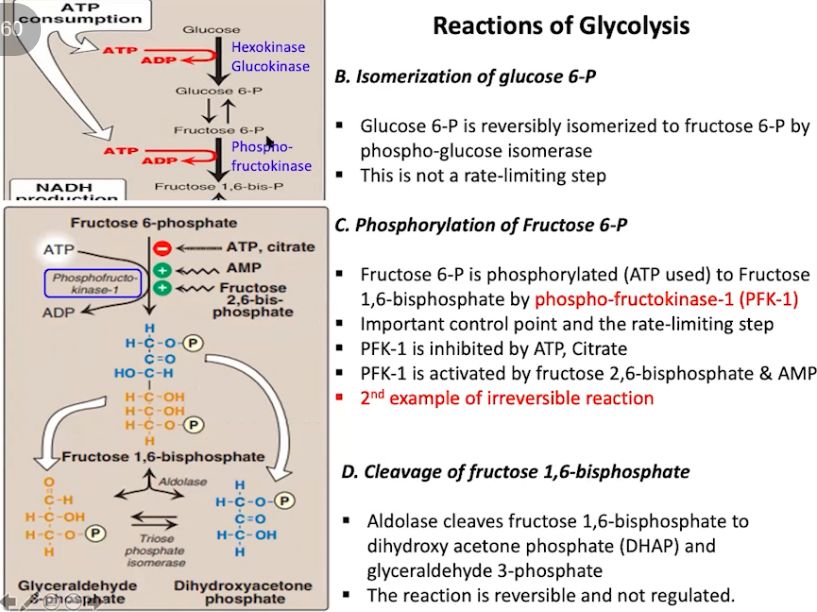 60
ATP
consumption
Glucose
ATP
ADP
Hexokinase
Glucokinase
Glucose 6-P
Fructose 6-P
ATP
ADP
Phospho-
fructokinase
NADH
production
Fructose 1,6-bis-P
Fructose 6-phosphate
ATP
ATP, citrate
Phosphofructo-
kinase-1
AMP
Fructose
2,6-bis-
phosphate
ADP
H
H-C-O-P
C=O
HO-C-H
H-C-OH
H-C-OH
H-C-O-P
H
Fructose 1,6-bisphosphate
Aldolase
O
C-H
H-C-OH
H-C-O-P
H
Triose
phosphate
isomerase
H
H-C-O-P
C=O
H-C-OH
H
Glyceraldehyde
3-phosphate
Dihydroxyacetone
phosphate
Reactions of Glycolysis
B. Isomerization of glucose 6-P
▪ Glucose 6-P is reversibly isomerized to fructose 6-P by
phospho-glucose isomerase
▪ This is not a rate-limiting step
C. Phosphorylation of Fructose 6-P
▪ Fructose 6-P is phosphorylated (ATP used) to Fructose
1,6-bisphosphate by phospho-fructokinase-1 (PFK-1)
▪ Important control point and the rate-limiting step
▪ PFK-1 is inhibited by ATP, Citrate
▪ PFK-1 is activated by fructose 2,6-bisphosphate & AMP
▪ 2nd example of irreversible reaction
D. Cleavage of fructose 1,6-bisphosphate
▪ Aldolase cleaves fructose 1,6-bisphosphate to
dihydroxy acetone phosphate (DHAP) and
glyceraldehyde 3-phosphate
▪ The reaction is reversible and not regulated.